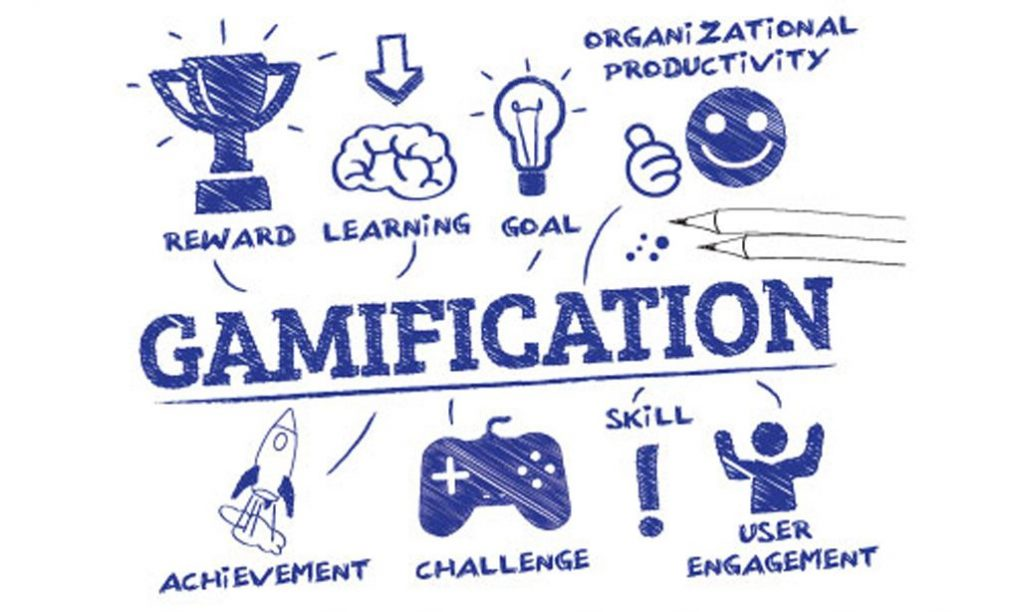 ORGANiZATiONAL
PRODUCTiViTY
REWARD
LEARNiNG
GOAL
GAMIFICATION
SKiLL
ACHiEVEMENT
CHALLENGE
USER
ENGAGEMENT